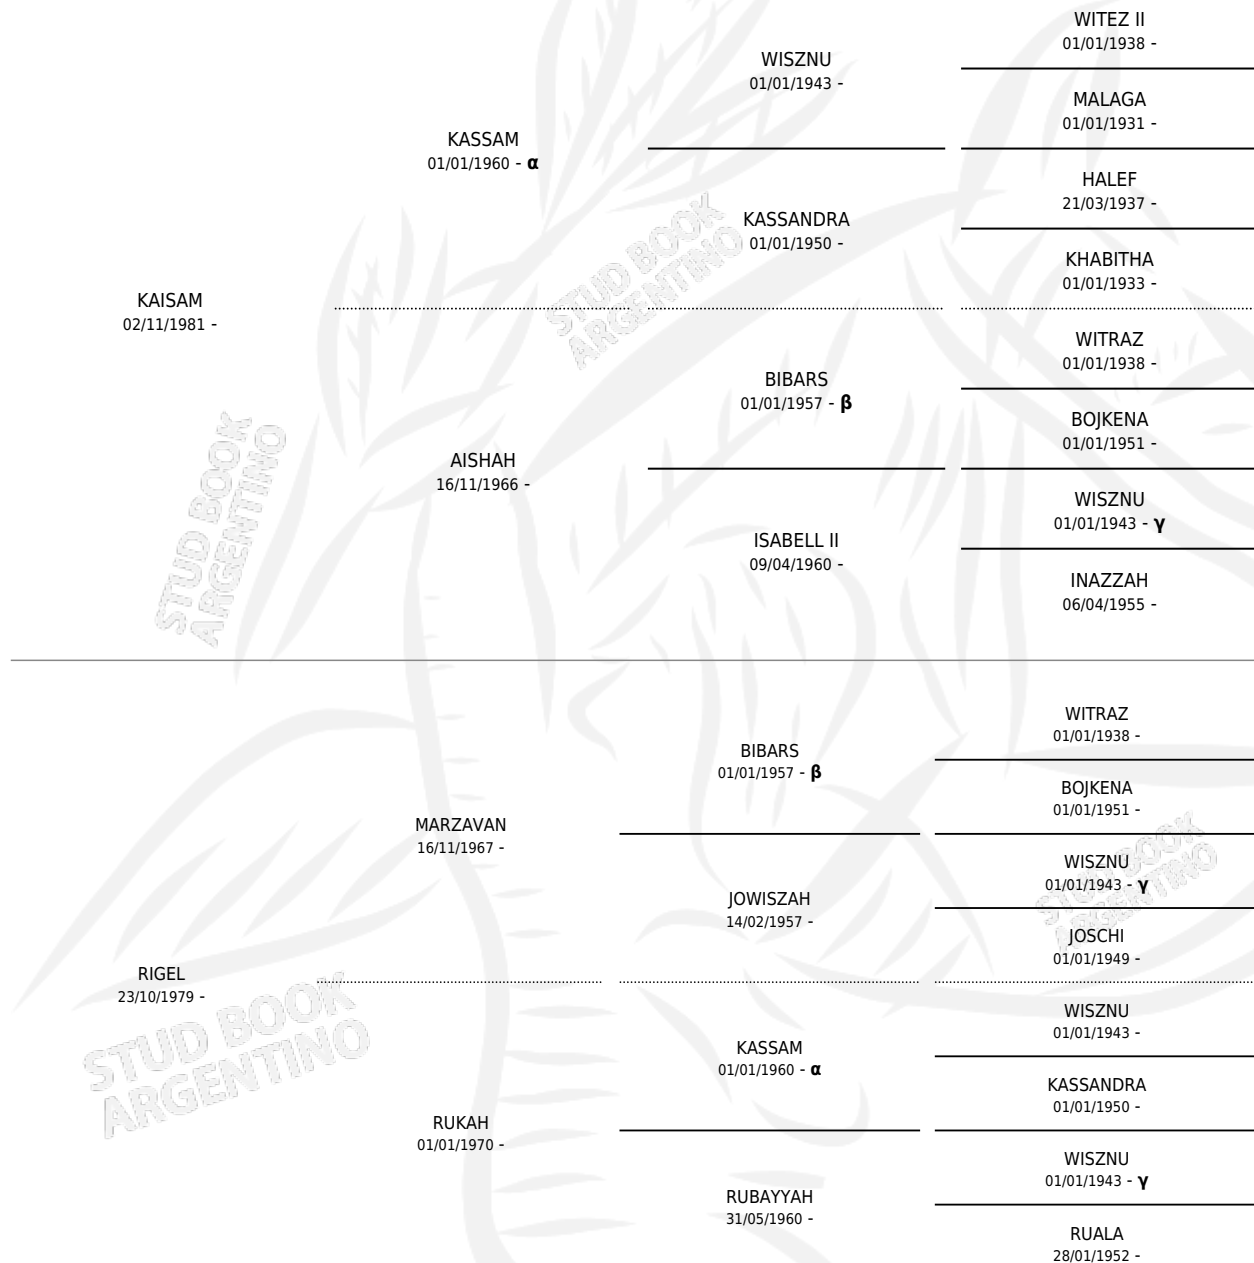 WITEZ II
01/01/1938 -
WISZNU
01/01/1943 -
MALAGA
01/01/1931 -
KASSAM
01/01/1960 - α
HALEF
21/03/1937 -
KASSANDRA
01/01/1950 -
KHABITHA
01/01/1933 -
KAISAM
02/11/1981 -
STUD BOOK
ARGENTINO
WITRAZ
01/01/1938 -
BIBARS
01/01/1957 - β
BOJKENA
01/01/1951 -
AISHAH
16/11/1966 -
WISZNU
01/01/1943 - γ
ISABELL II
09/04/1960 -
INAZZAH
06/04/1955 -
STUD BOOK
ARGENTINO
WITRAZ
01/01/1938 -
BIBARS
01/01/1957 - β
BOJKENA
01/01/1951 -
MARZAVAN
16/11/1967 -
WISZNU
01/01/1943 - γ
STUD BOOK
ARGENTINO
JOWISZAH
14/02/1957 -
JOSCHI
01/01/1949 -
RIGEL
23/10/1979 -
STUD BOOK
ARGENTINO
WISZNU
01/01/1943 -
KASSAM
01/01/1960 - α
KASSANDRA
01/01/1950 -
RUKAH
01/01/1970 -
WISZNU
01/01/1943 - γ
RUBAYYAH
31/05/1960 -
RUALA
28/01/1952 -